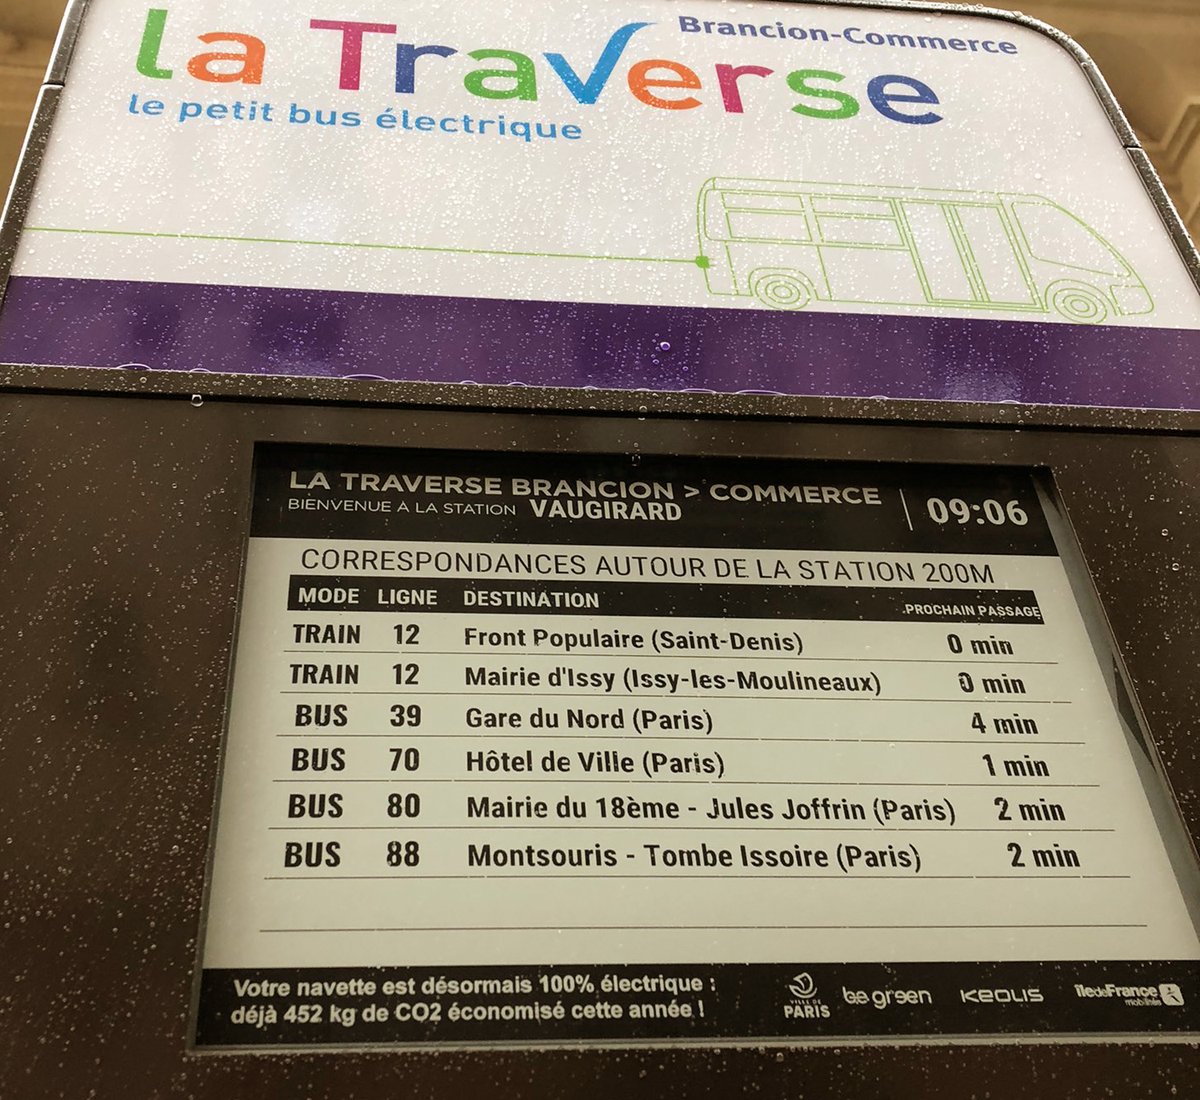 Brancion-Commerce
la Traverse
le petit bus électrique
LA TRAVERSE BRANCION > COMMERCE
BIENVENUE A LA STATION VAUGIRARD
09:06
CORRESPONDANCES AUTOUR DE LA STATION 200M
MODE LIGNE DESTINATION PROCHAIN PASSAGE
TRAIN 12 Front Populaire (Saint-Denis) 0 min
TRAIN 12 Mairie d'Issy (Issy-les-Moulineaux) 0 min
BUS 39 Gare du Nord (Paris) 4 min
BUS 70 Hôtel de Ville (Paris) 1 min
BUS 80 Mairie du 18ème - Jules Joffrin (Paris) 2 min
BUS 88 Montsouris - Tombe Issoire (Paris) 2 min
Votre navette est désormais 100% électrique :
déjà 452 kg de CO2 économisé cette année !
VILLE DE
PARIS
be green
KEOLIS
îledeFrance
mobilités